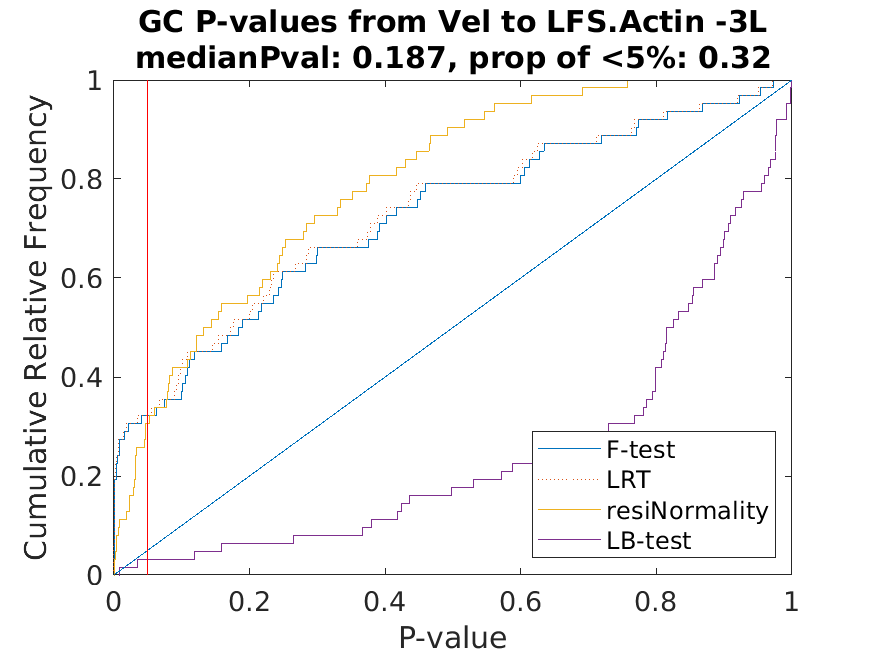 GC P-values from Vel to LFS.Actin -3L
medianPval: 0.187, prop of <5%: 0.32
1
0.8
0.6
0.4
0.2
0
Cumulative Relative Frequency
F-test
LRT
resiNormality
LB-test
0 0.2 0.4 0.6 0.8 1
P-value